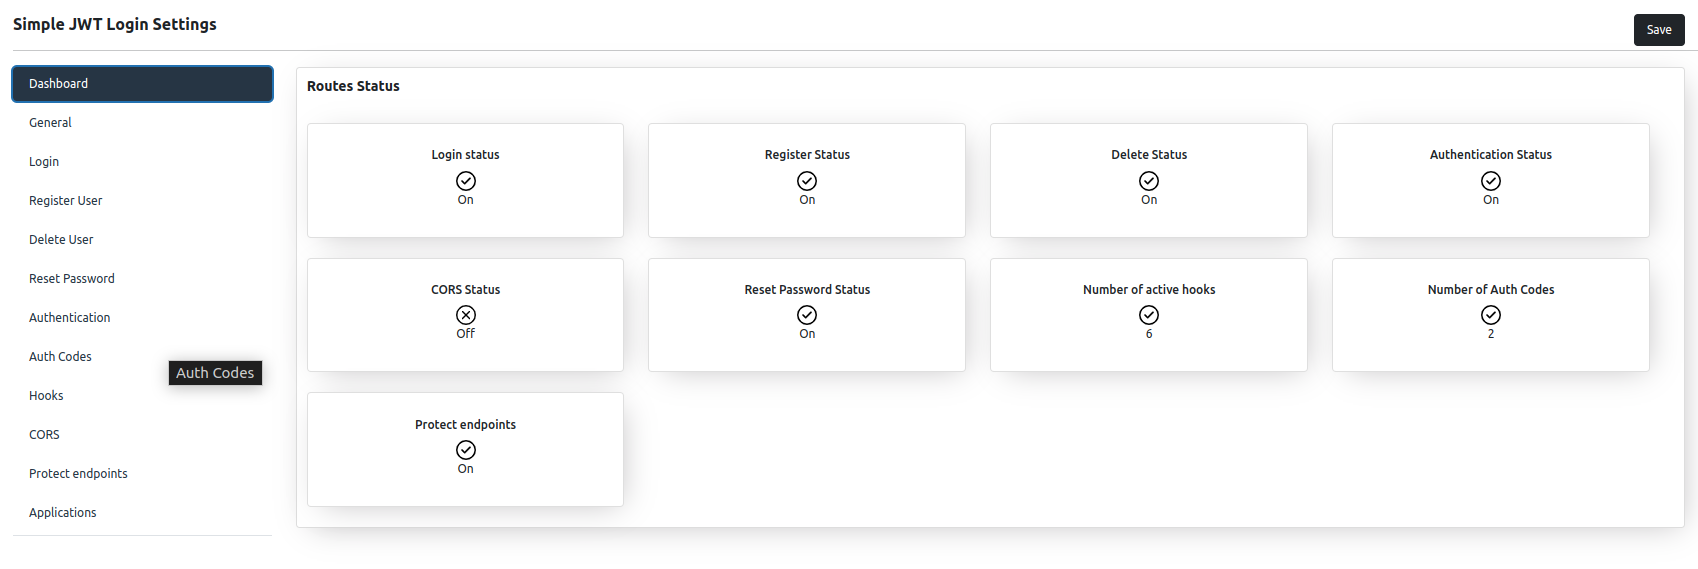 Simple JWT Login Settings
Save
Dashboard
General
Login
Register User
Delete User
Reset Password
Authentication
Auth Codes
Auth Codes
Hooks
CORS
Protect endpoints
Applications
Routes Status
Login status
On
Register Status
On
Delete Status
On
Authentication Status
On
CORS Status
Off
Reset Password Status
On
Number of active hooks
6
Number of Auth Codes
2
Protect endpoints
On